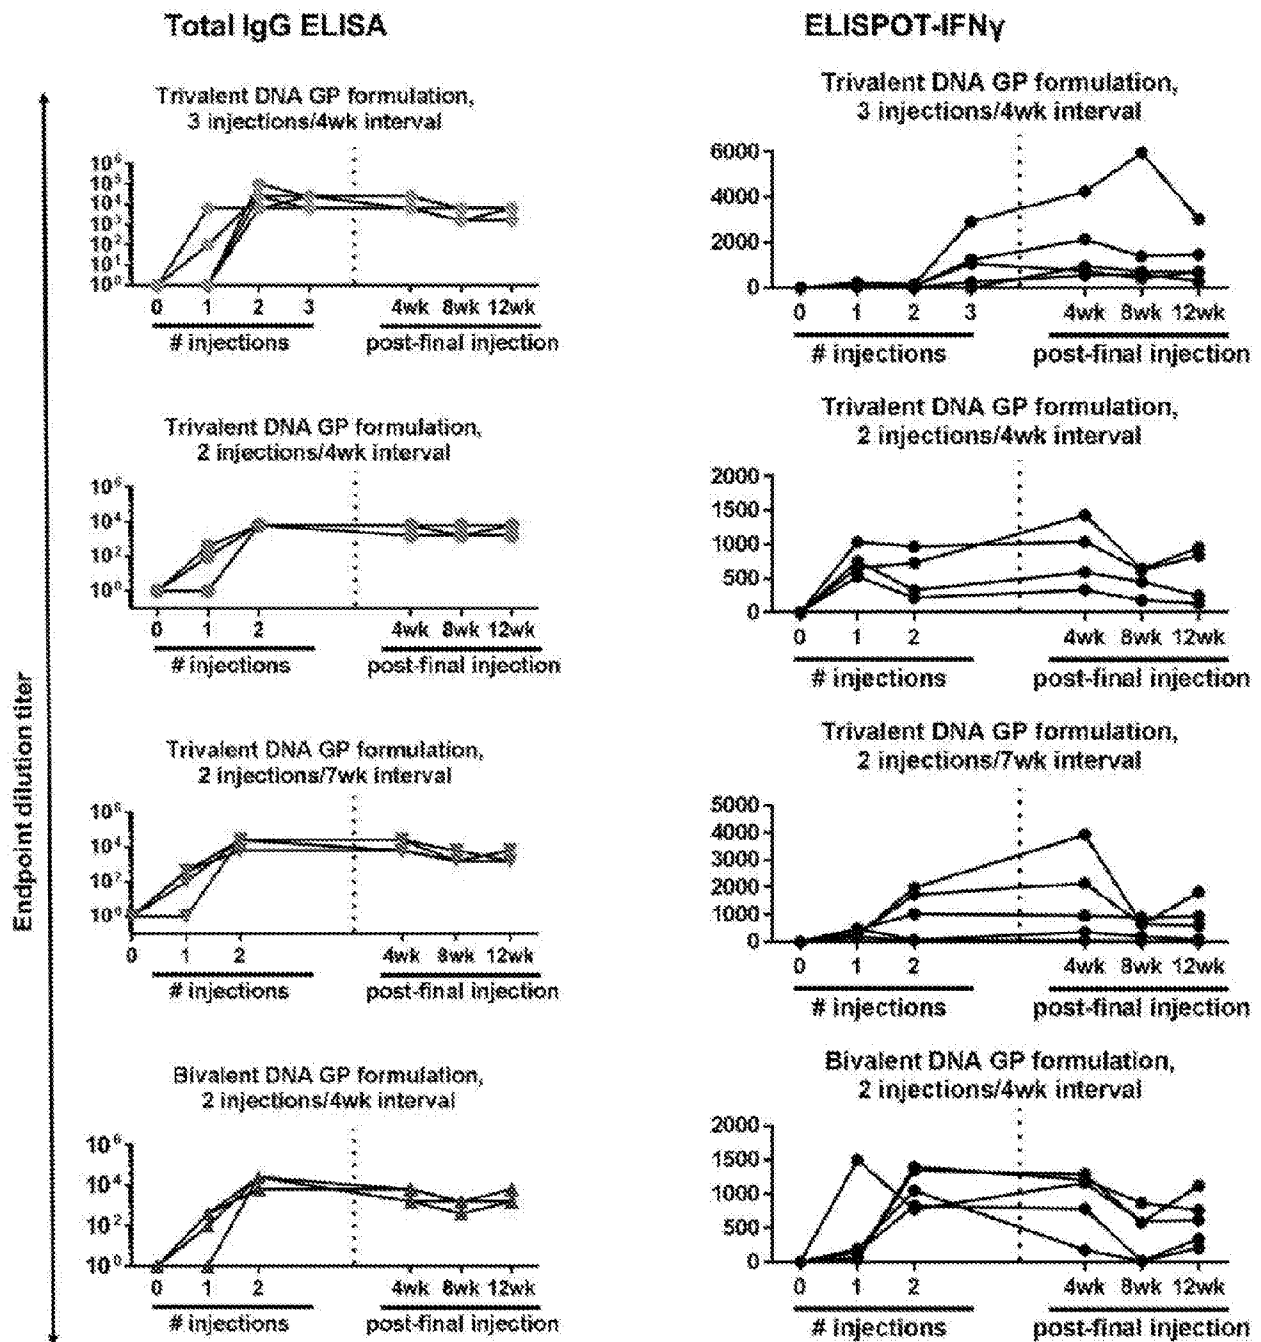 Total IgG ELISA
ELISPOT-IFNγ
Endpoint dilution titer
Trivalent DNA GP formulation,
3 injections/4wk interval
10⁶
10⁵
10⁴
10³
10²
10¹
10⁰
0 1 2 3 4wk 8wk 12wk
# injections post-final injection
Trivalent DNA GP formulation,
3 injections/4wk interval
6000
4000
2000
0
0 1 2 3 4wk 8wk 12wk
# injections post-final injection
Trivalent DNA GP formulation,
2 injections/4wk interval
10⁶
10⁴
10²
10⁰
0 1 2 4wk 8wk 12wk
# injections post-final injection
Trivalent DNA GP formulation,
2 injections/4wk interval
2000
1500
1000
500
0
0 1 2 4wk 8wk 12wk
# injections post-final injection
Trivalent DNA GP formulation,
2 injections/7wk interval
10⁴
10²
10⁰
0 1 2 4wk 8wk 12wk
# injections post-final injection
Trivalent DNA GP formulation,
2 injections/7wk interval
5000
4000
3000
2000
1000
0
0 1 2 4wk 8wk 12wk
# injections post-final injection
Bivalent DNA GP formulation,
2 injections/4wk interval
10⁶
10⁴
10²
10⁰
0 1 2 4wk 8wk 12wk
# injections post-final injection
Bivalent DNA GP formulation,
2 injections/4wk interval
2000
1500
1000
500
0
0 1 2 4wk 8wk 12wk
# injections post-final injection